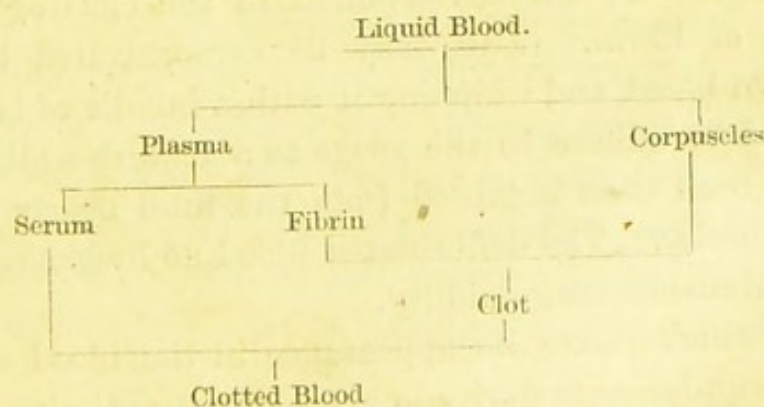 Liquid Blood.
Plasma Corpuscles
Serum Fibrin
Clot
Clotted Blood